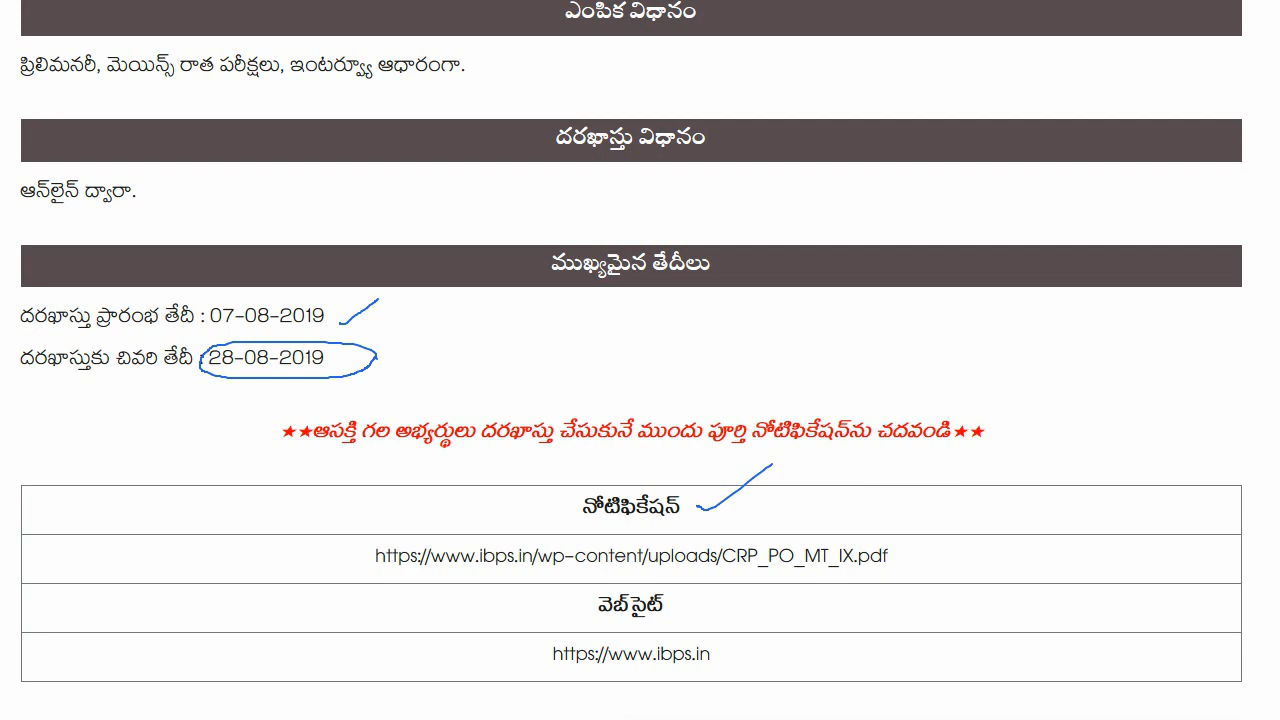 ఎంపిక విధానం
ప్రిలిమనరీ, మెయిన్స్ రాత పరీక్షలు, ఇంటర్వ్యూ ఆధారంగా.
దరఖాస్తు విధానం
ఆన్‌లైన్ ద్వారా.
ముఖ్యమైన తేదీలు
దరఖాస్తు ప్రారంభ తేదీ : 07-08-2019
దరఖాస్తుకు చివరి తేదీ : 28-08-2019
★★ఆసక్తి గల అభ్యర్థులు దరఖాస్తు చేసుకునే ముందు పూర్తి నోటిఫికేషన్‌ను చదవండి★★
నోటిఫికేషన్
https://www.ibps.in/wp-content/uploads/CRP_PO_MT_IX.pdf
వెబ్‌సైట్
https://www.ibps.in